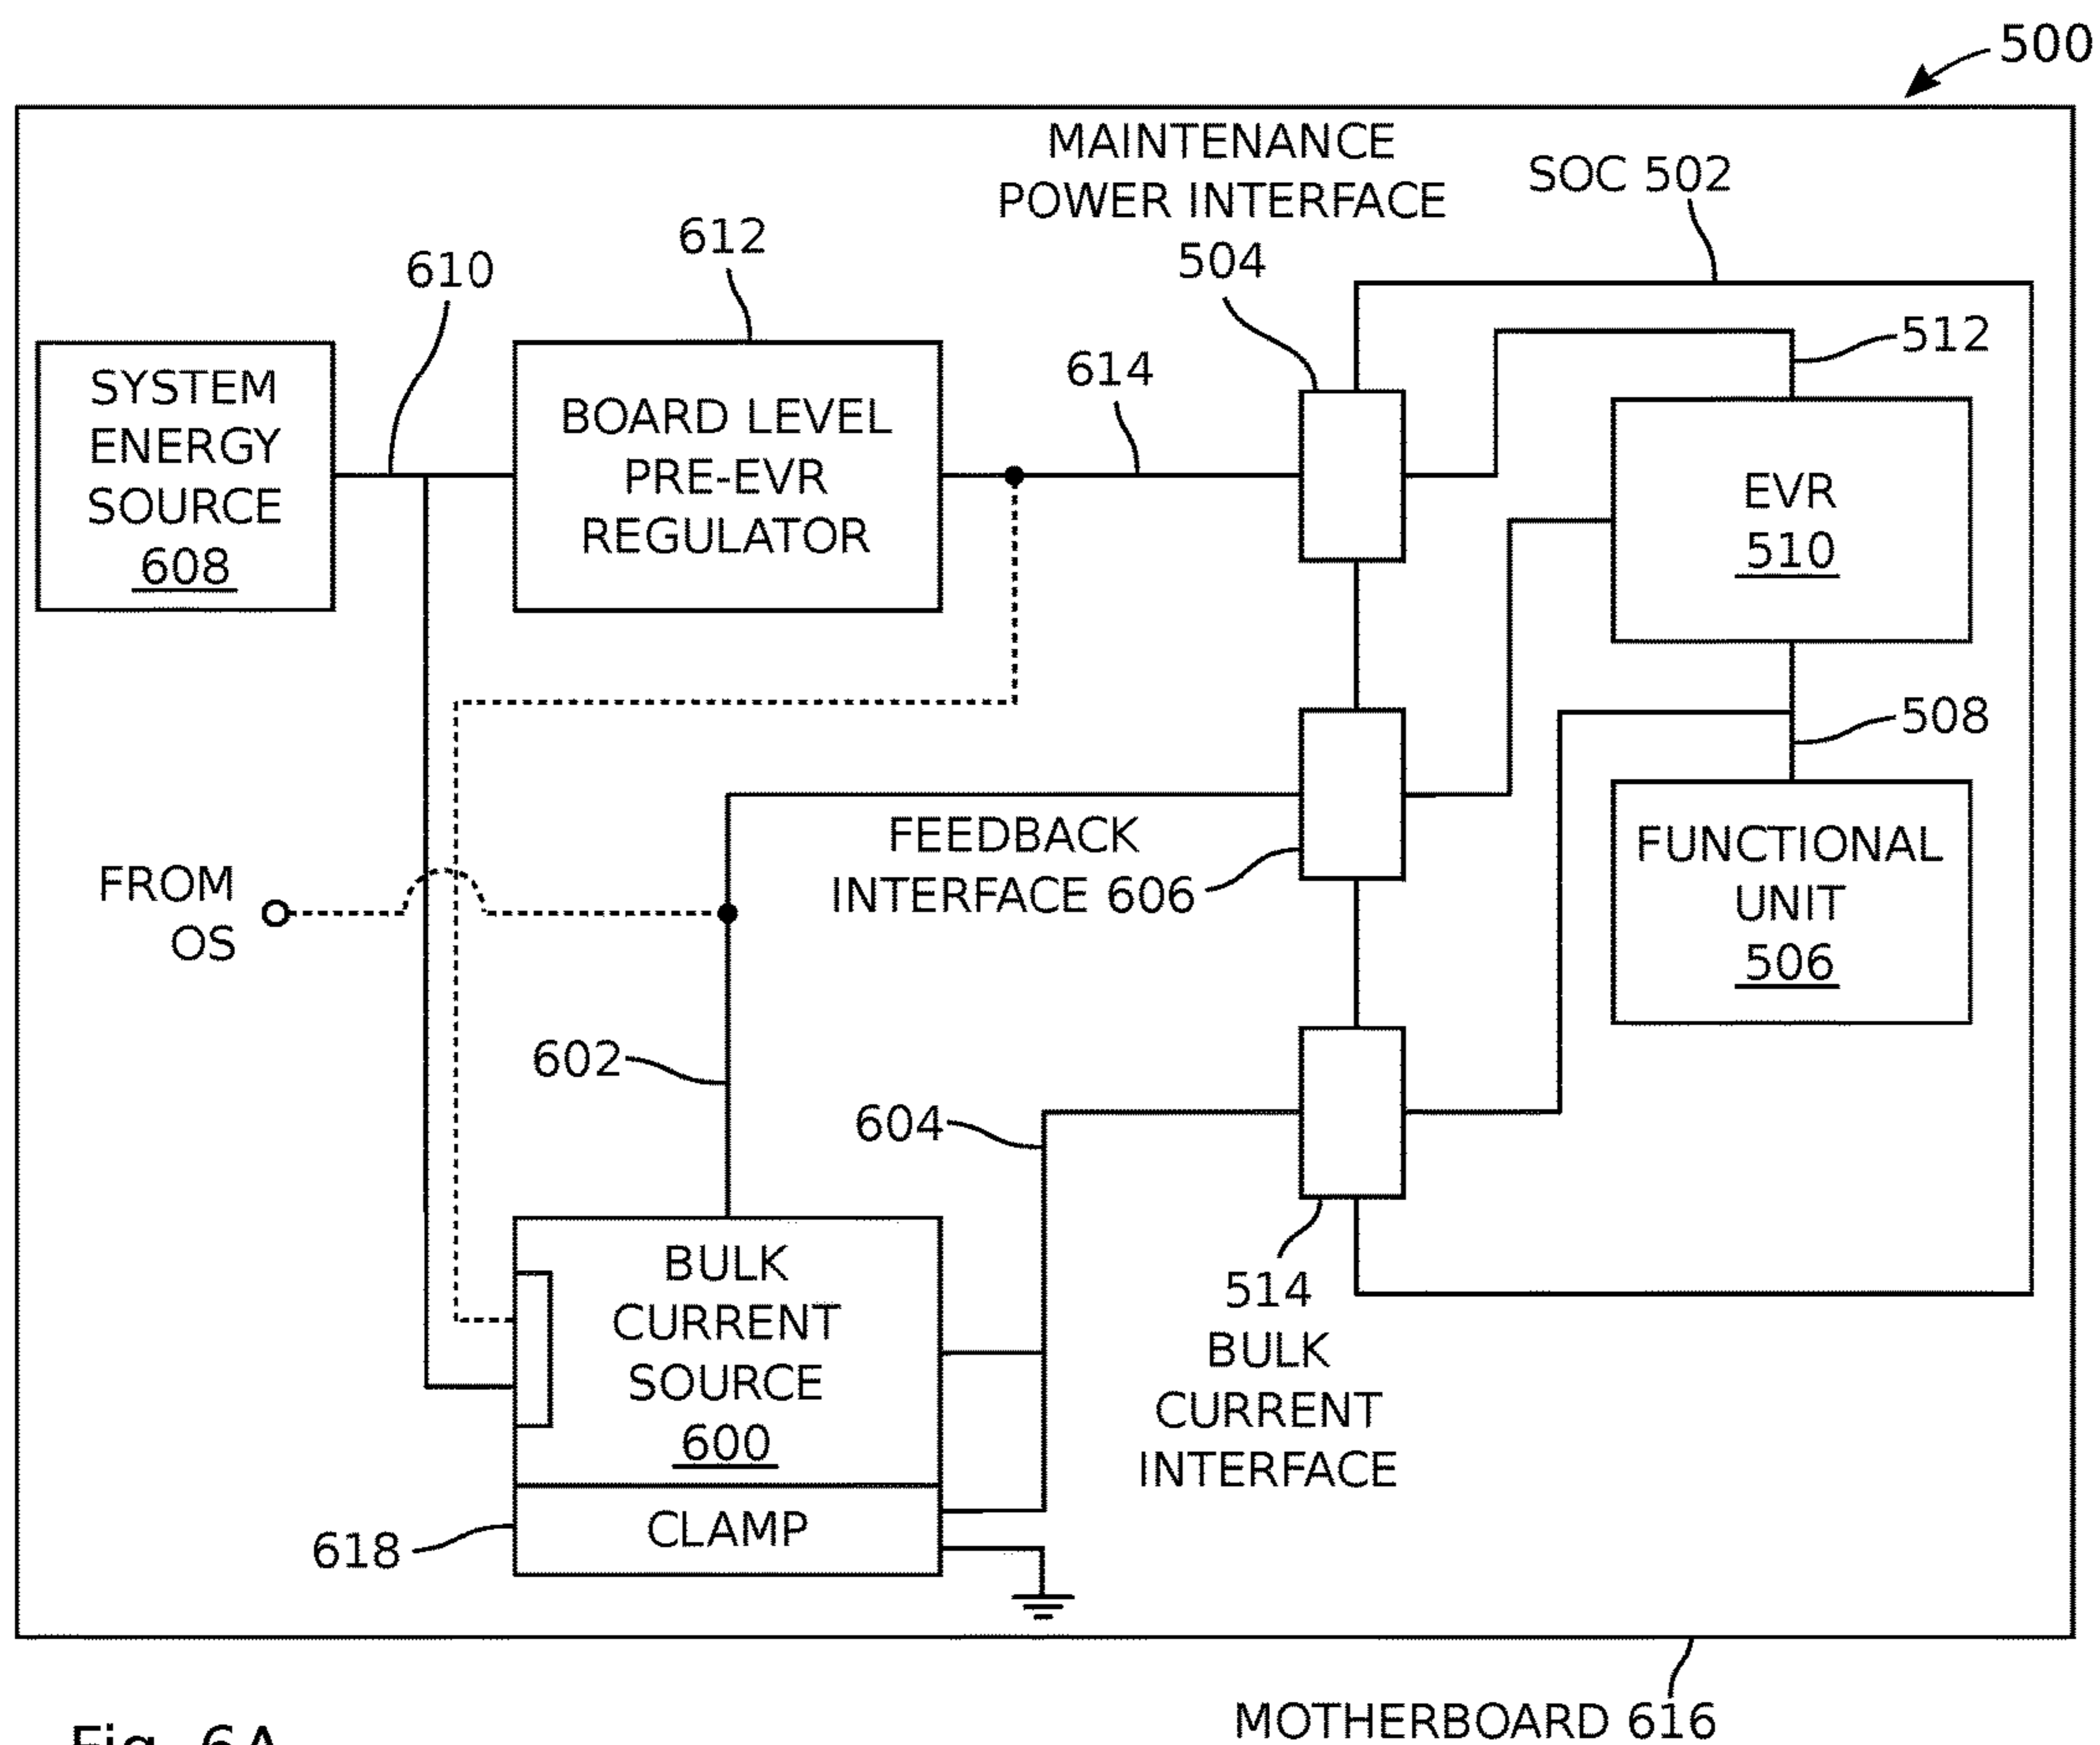 500
MAINTENANCE
POWER INTERFACE
504
SOC 502
612
610
512
614
SYSTEM
ENERGY
SOURCE
608
BOARD LEVEL
PRE-EVR
REGULATOR
EVR
510
508
FEEDBACK
INTERFACE 606
FUNCTIONAL
UNIT
506
FROM
OS
602
604
514
BULK
CURRENT
INTERFACE
BULK
CURRENT
SOURCE
600
CLAMP
618
MOTHERBOARD 616
Fig. 6A